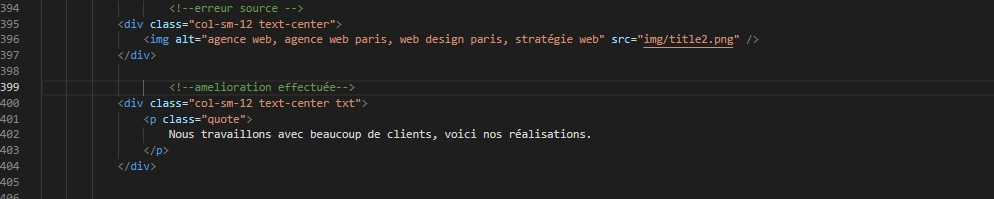 394 <!--erreur source -->
395 <div class="col-sm-12 text-center">
396 <img alt="agence web, agence web paris, web design paris, stratégie web" src="img/title2.png" />
397 </div>
398
399 <!--amelioration effectuée-->
400 <div class="col-sm-12 text-center txt">
401 <p class="quote">
402 Nous travaillons avec beaucoup de clients, voici nos réalisations.
403 </p>
404 </div>
405
406